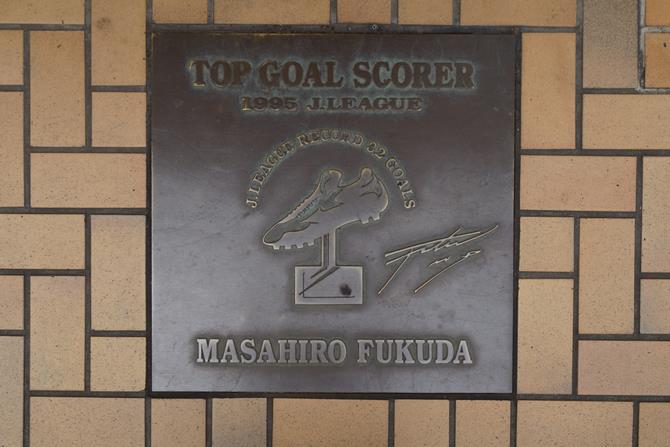 TOP GOAL SCORER
1995 J.LEAGUE
J.LEAGUE RECORD 32 GOALS
MASAHIRO FUKUDA